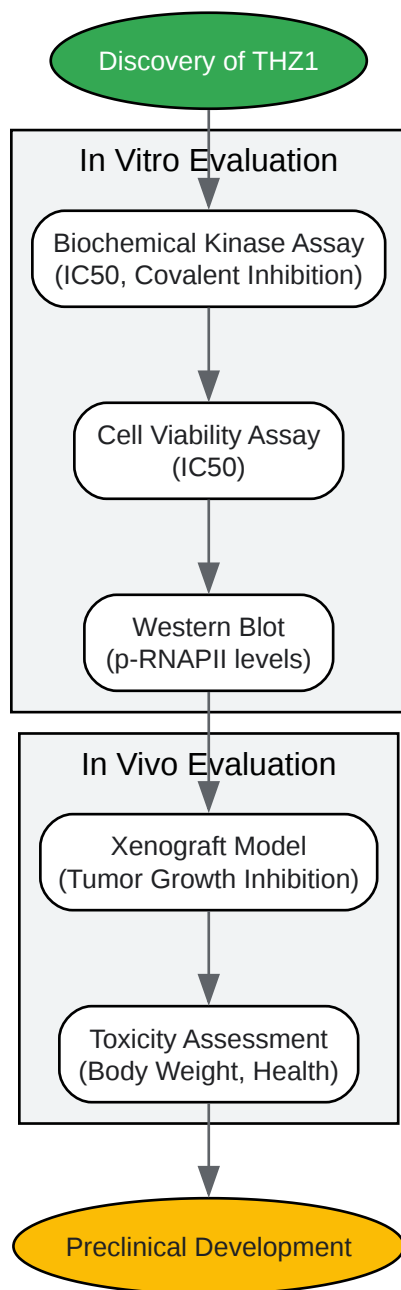 Discovery of THZ1
In Vitro Evaluation
Biochemical Kinase Assay
(IC50, Covalent Inhibition)
Cell Viability Assay
(IC50)
Western Blot
(p-RNAPII levels)
In Vivo Evaluation
Xenograft Model
(Tumor Growth Inhibition)
Toxicity Assessment
(Body Weight, Health)
Preclinical Development